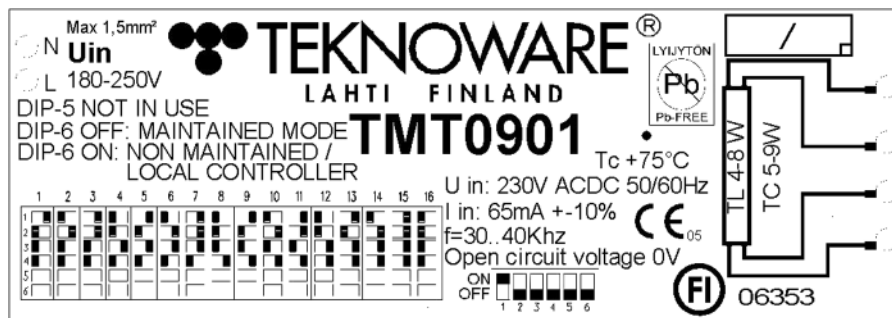 N Max 1,5mm²
Uin
L 180-250V
TEKNOWARE®
LAHTI FINLAND
DIP-5 NOT IN USE
DIP-6 OFF: MAINTAINED MODE
DIP-6 ON: NON MAINTAINED /
LOCAL CONTROLLER
TMT0901
LYIJYTÖN
Pb
Pb-FREE
/
TL 4-8 W
TC 5-9W
Tc +75°C
U in: 230V ACDC 50/60Hz
I in: 65mA +-10%
f=30..40Khz
Open circuit voltage 0V
CE 05
1 2 3 4 5 6 7 8 9 10 11 12 13 14 15 16
1
2
3
4
5
6
ON
OFF
1 2 3 4 5 6
FI
06353